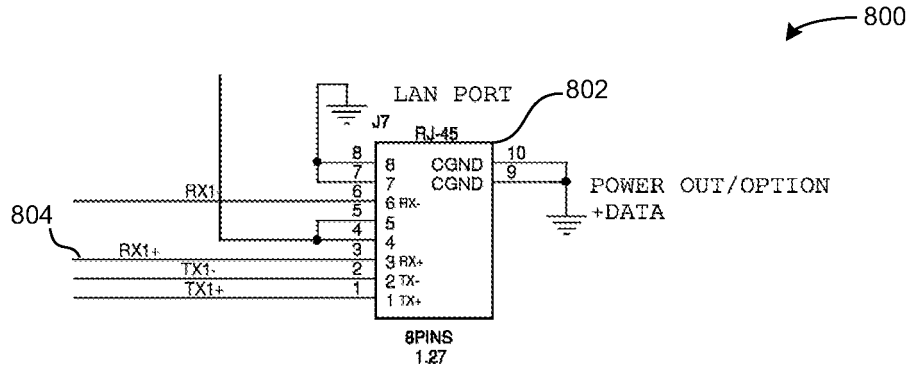 800
LAN PORT
802
J7
RJ-45
8
8
CGND
10
7
7
CGND
9
RX1
6
6 RX-
POWER OUT/OPTION
+DATA
5
5
4
4
804
RX1+
3
3 RX+
TX1-
2
2 TX-
TX1+
1
1 TX+
8PINS
1.27